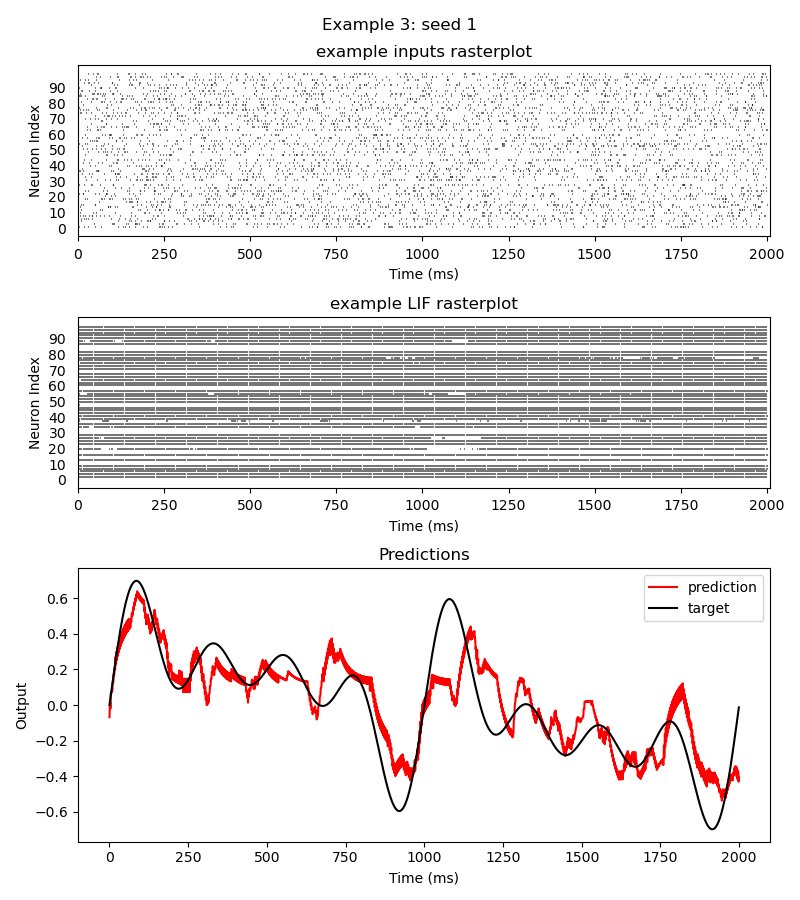 Example 3: seed 1
example inputs rasterplot
Neuron Index
90
80
70
60
50
40
30
20
10
0
0 250 500 750 1000 1250 1500 1750 2000
Time (ms)
example LIF rasterplot
Neuron Index
90
80
70
60
50
40
30
20
10
0
0 250 500 750 1000 1250 1500 1750 2000
Time (ms)
Predictions
Output
0.6
0.4
0.2
0.0
−0.2
−0.4
−0.6
prediction
target
0 250 500 750 1000 1250 1500 1750 2000
Time (ms)